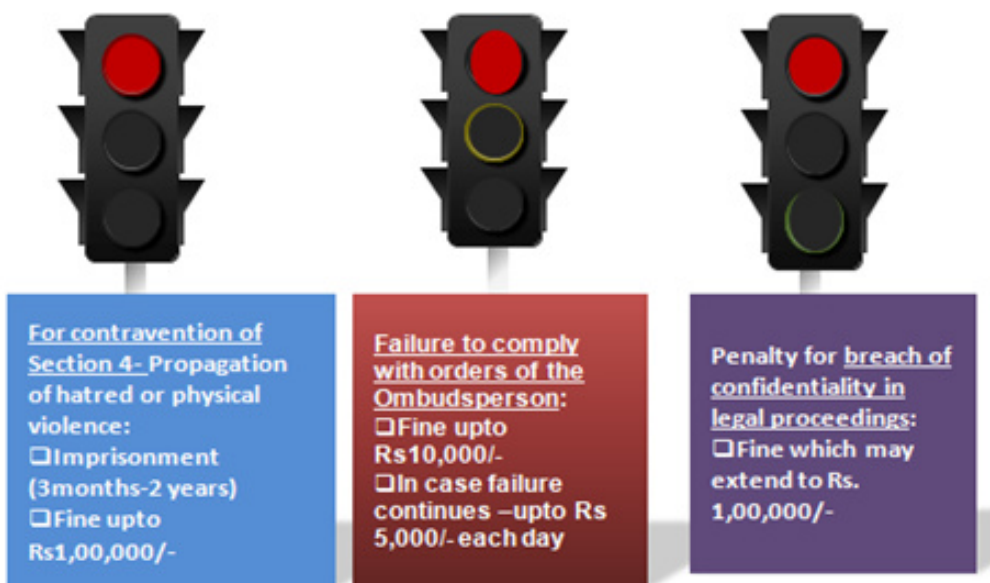 For contravention of
Section 4- Propagation
of hatred or physical
violence:
❑Imprisonment
(3months-2 years)
❑Fine upto
Rs1,00,000/-
Failure to comply
with orders of the
Ombudsperson:
❑Fine upto
Rs10,000/-
❑In case failure
continues –upto Rs
5,000/- each day
Penalty for breach of
confidentiality in
legal proceedings:
❑Fine which may
extend to Rs.
1,00,000/-